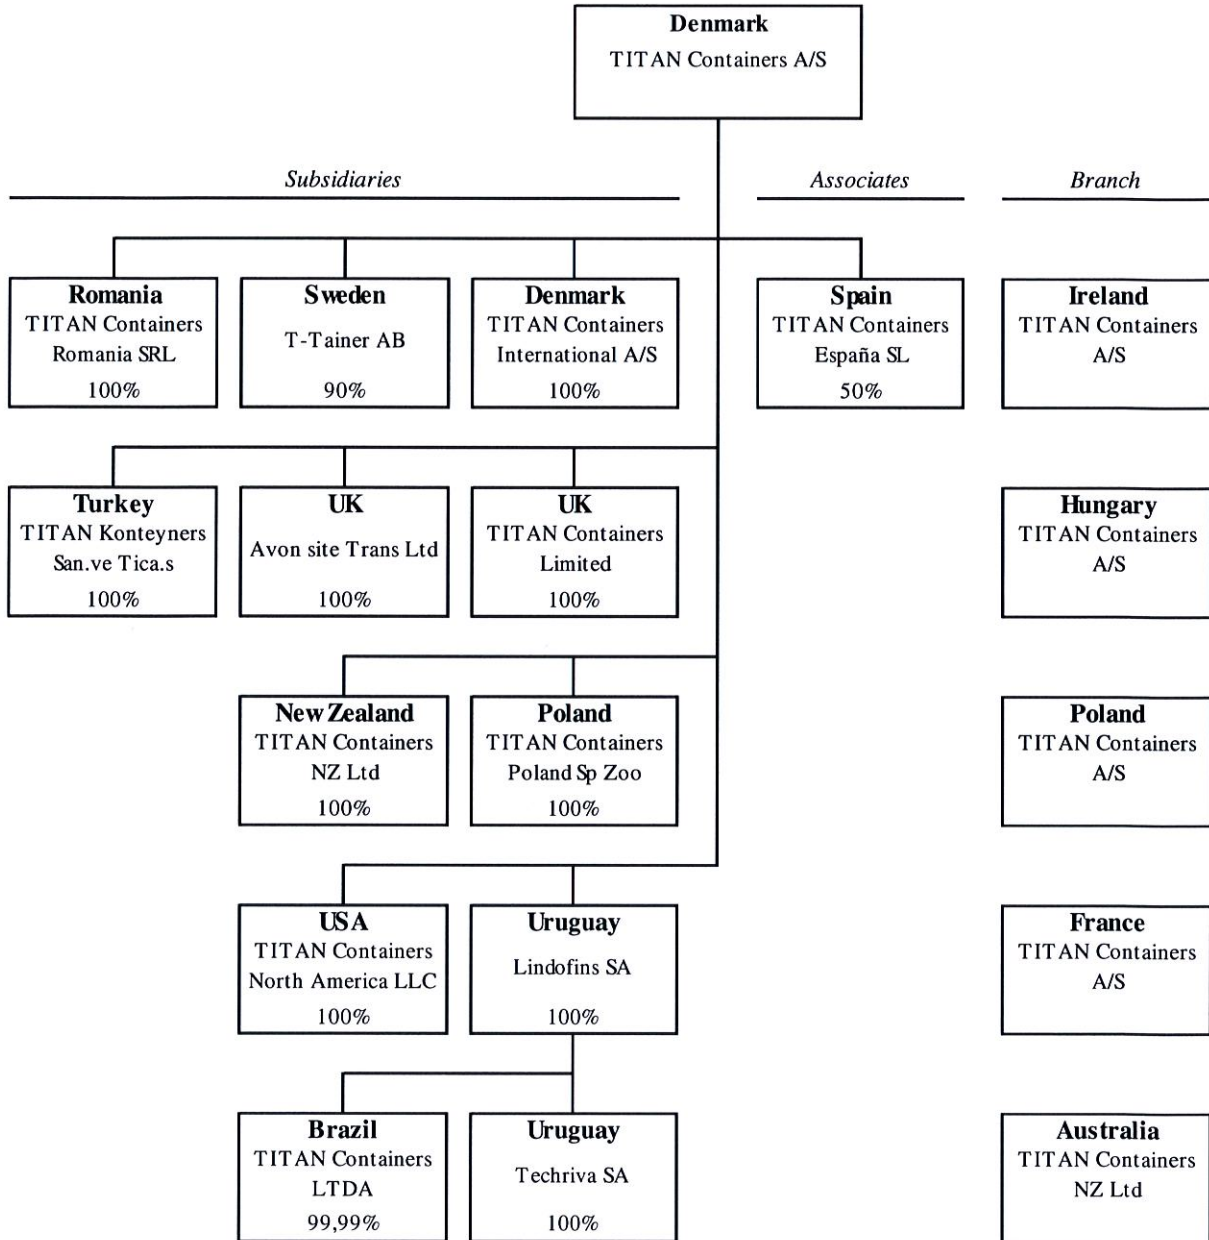 Denmark
TITAN Containers A/S
Subsidiaries
Associates
Branch
Romania
TITAN Containers
Romania SRL
100%
Sweden
T-Tainer AB
90%
Denmark
TITAN Containers
International A/S
100%
Spain
TITAN Containers
España SL
50%
Ireland
TITAN Containers
A/S
Turkey
TITAN Konteyners
San.ve Tica.s
100%
UK
Avon site Trans Ltd
100%
UK
TITAN Containers
Limited
100%
Hungary
TITAN Containers
A/S
New Zealand
TITAN Containers
NZ Ltd
100%
Poland
TITAN Containers
Poland Sp Zoo
100%
Poland
TITAN Containers
A/S
USA
TITAN Containers
North America LLC
100%
Uruguay
Lindofins SA
100%
France
TITAN Containers
A/S
Brazil
TITAN Containers
LTDA
99,99%
Uruguay
Techriva SA
100%
Australia
TITAN Containers
NZ Ltd